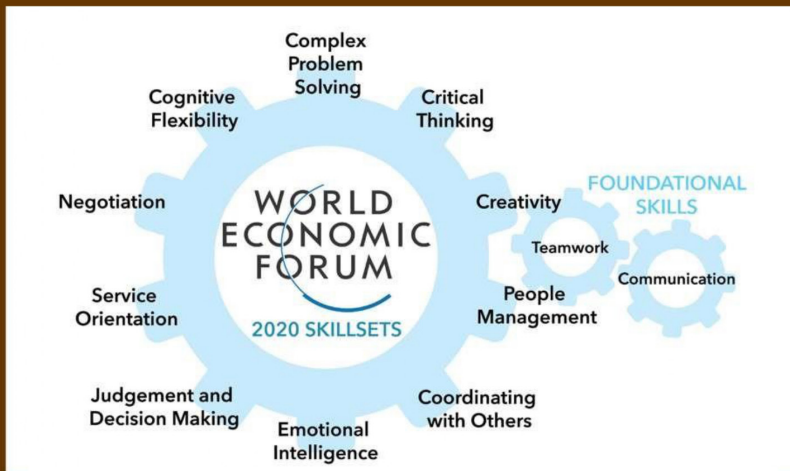 Complex
Problem
Solving
Critical
Thinking
Creativity
People
Management
Coordinating
with Others
Emotional
Intelligence
Judgement and
Decision Making
Service
Orientation
Negotiation
Cognitive
Flexibility
WORLD
ECONOMIC
FORUM
2020 SKILLSETS
FOUNDATIONAL
SKILLS
Teamwork
Communication